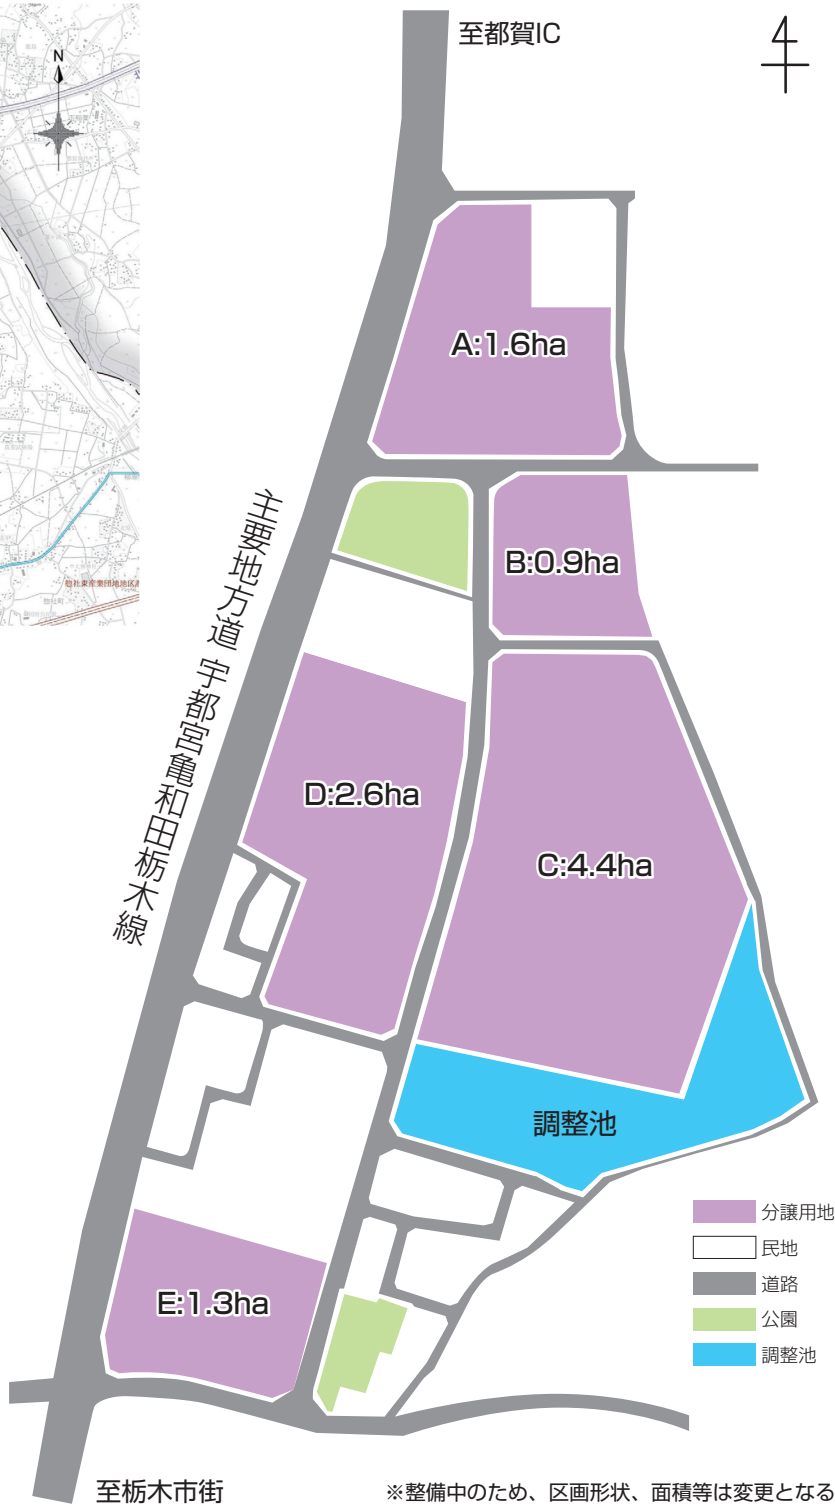 至都賀IC
N
A:1.6ha
B:0.9ha
主要地方道 宇都宮亀和田栃木線
D:2.6ha
C:4.4ha
調整池
分譲用地
民地
道路
公園
調整池
E:1.3ha
至栃木市街
※整備中のため、区画形状、面積等は変更となる